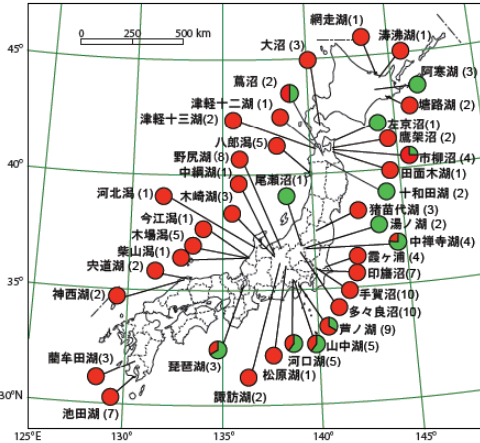 0 250 500 km
45°
145°
40°
35°
30°N
125°E
130°
135°
140°
145°
網走湖(1)
涛沸湖(1)
大沼 (3)
阿寒湖 (3)
蔦沼 (2)
塘路湖 (2)
津軽十二湖 (1)
左京沼(1)
津軽十三湖(2)
鷹架沼 (2)
八郎潟(5)
市柳沼 (4)
野尻湖 (8)
田面木湖(1)
中綱湖(1)
尾瀬沼(1)
十和田湖 (2)
河北潟 (1)
木崎湖(3)
猪苗代湖 (3)
今江潟(1)
湯ノ湖 (2)
木場潟(5)
中禅寺湖(4)
柴山潟(1)
霞ヶ浦 (4)
宍道湖(2)
印旛沼(7)
神西湖(2)
手賀沼(10)
多々良沼(10)
芦ノ湖 (9)
山中湖(5)
河口湖(5)
琵琶湖(3)
松原湖(1)
諏訪湖(2)
藺牟田湖(3)
池田湖 (7)